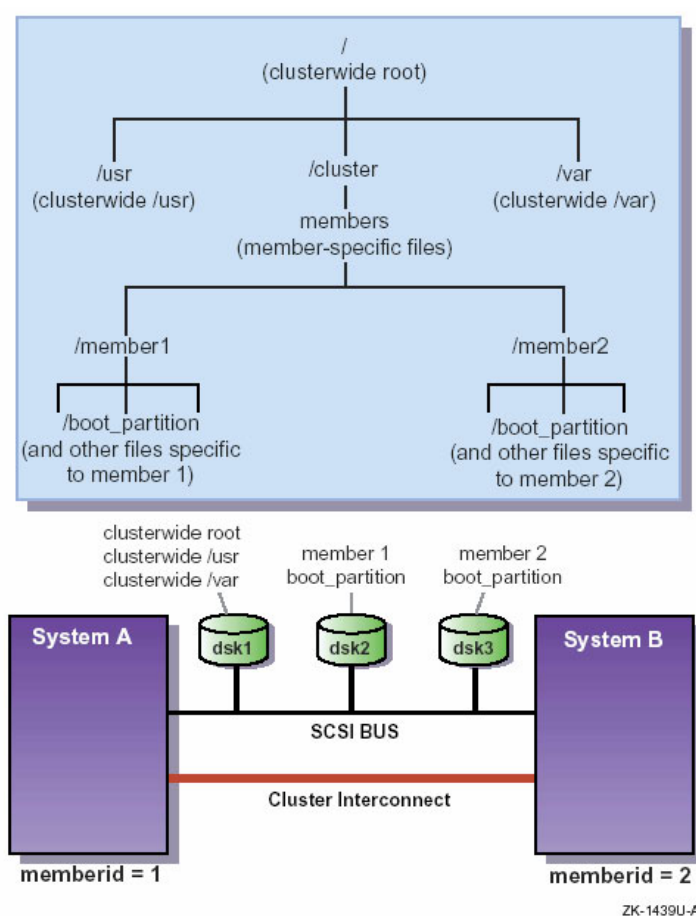 /
(clusterwide root)
/usr
(clusterwide /usr)
/cluster
/var
(clusterwide /var)
members
(member-specific files)
/member1
/member2
/boot_partition
(and other files specific
to member 1)
/boot_partition
(and other files specific
to member 2)
clusterwide root
clusterwide /usr
clusterwide /var
member 1
boot_partition
member 2
boot_partition
System A
dsk1
dsk2
dsk3
System B
SCSI BUS
Cluster Interconnect
memberid = 1
memberid = 2
ZK-1439U-A